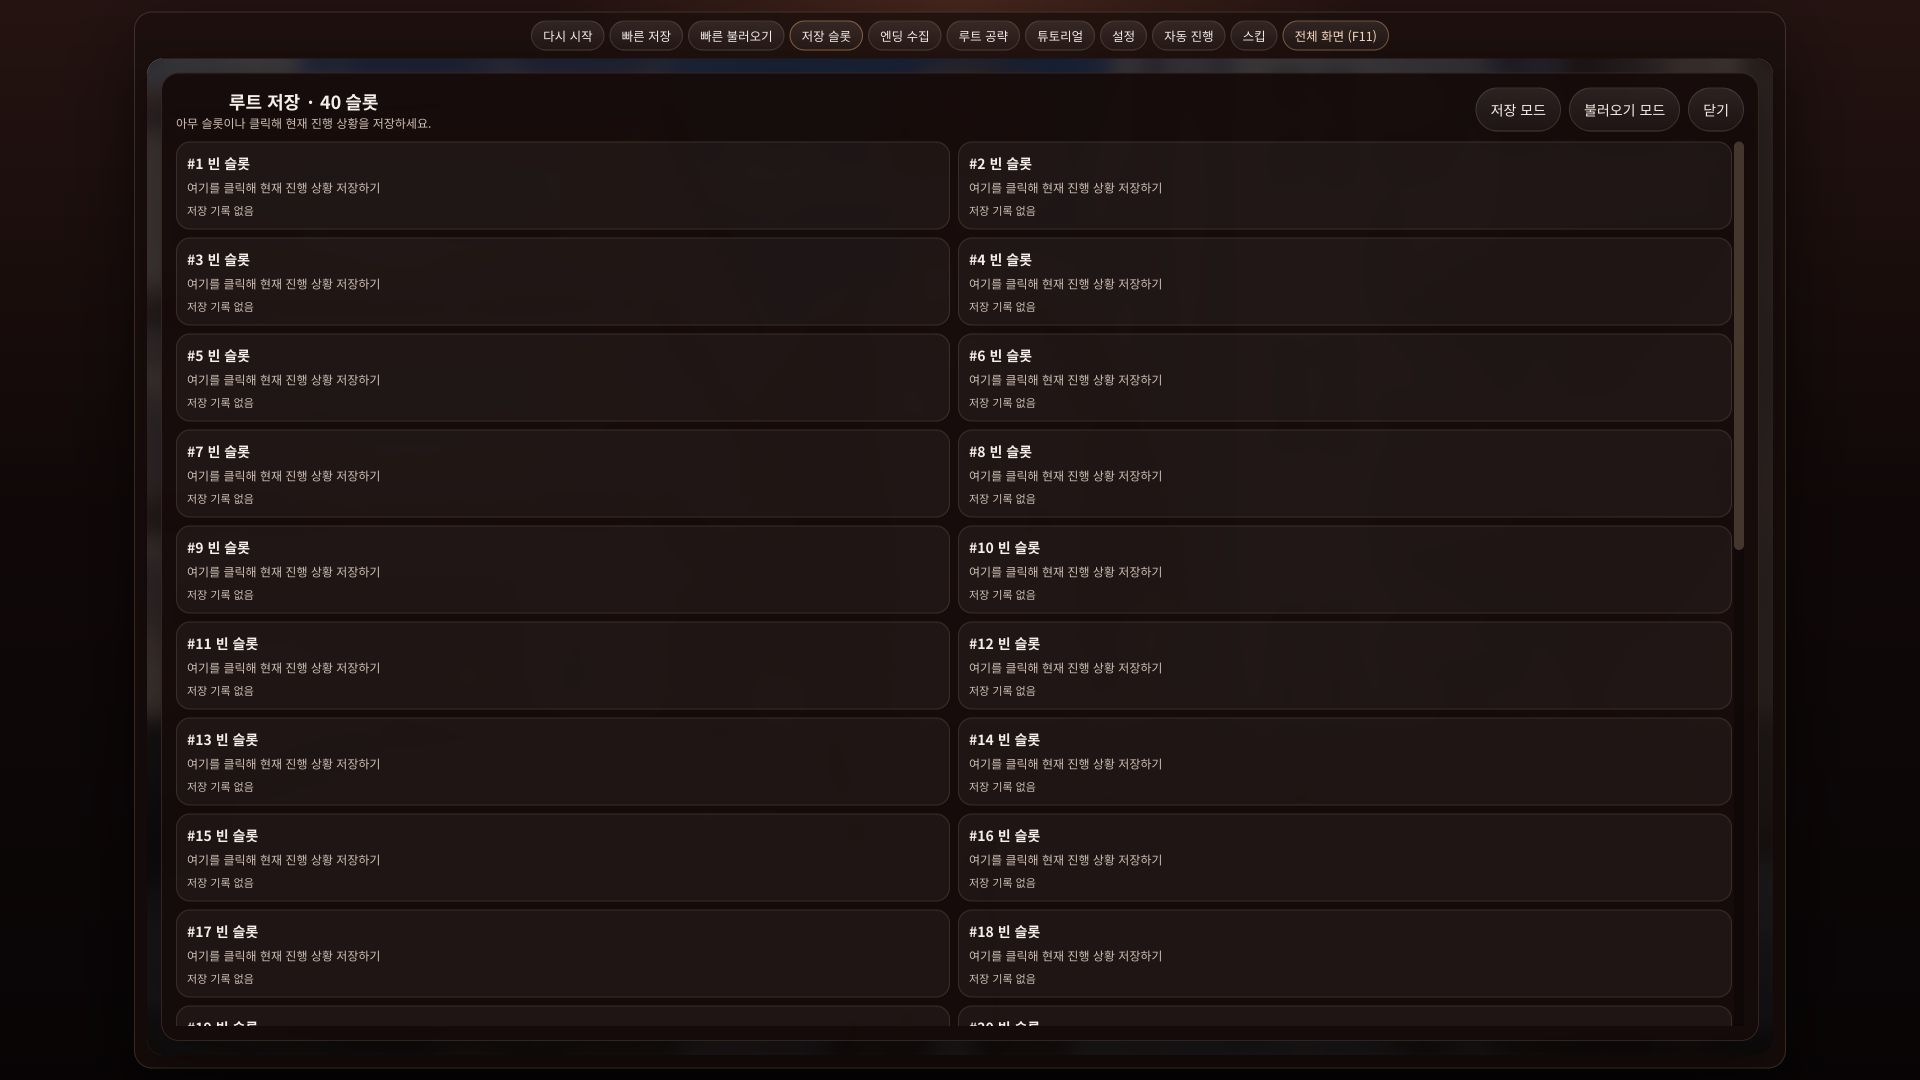 다시 시작 빠른 저장 빠른 불러오기 저장 슬롯 엔딩 수집 루트 공략 튜토리얼 설정 자동 진행 스킵 전체 화면 (F11)
루트 저장 · 40 슬롯
아무 슬롯이나 클릭해 현재 진행 상황을 저장하세요.
저장 모드 불러오기 모드 닫기
#1 빈 슬롯
여기를 클릭해 현재 진행 상황 저장하기
저장 기록 없음
#2 빈 슬롯
여기를 클릭해 현재 진행 상황 저장하기
저장 기록 없음
#3 빈 슬롯
여기를 클릭해 현재 진행 상황 저장하기
저장 기록 없음
#4 빈 슬롯
여기를 클릭해 현재 진행 상황 저장하기
저장 기록 없음
#5 빈 슬롯
여기를 클릭해 현재 진행 상황 저장하기
저장 기록 없음
#6 빈 슬롯
여기를 클릭해 현재 진행 상황 저장하기
저장 기록 없음
#7 빈 슬롯
여기를 클릭해 현재 진행 상황 저장하기
저장 기록 없음
#8 빈 슬롯
여기를 클릭해 현재 진행 상황 저장하기
저장 기록 없음
#9 빈 슬롯
여기를 클릭해 현재 진행 상황 저장하기
저장 기록 없음
#10 빈 슬롯
여기를 클릭해 현재 진행 상황 저장하기
저장 기록 없음
#11 빈 슬롯
여기를 클릭해 현재 진행 상황 저장하기
저장 기록 없음
#12 빈 슬롯
여기를 클릭해 현재 진행 상황 저장하기
저장 기록 없음
#13 빈 슬롯
여기를 클릭해 현재 진행 상황 저장하기
저장 기록 없음
#14 빈 슬롯
여기를 클릭해 현재 진행 상황 저장하기
저장 기록 없음
#15 빈 슬롯
여기를 클릭해 현재 진행 상황 저장하기
저장 기록 없음
#16 빈 슬롯
여기를 클릭해 현재 진행 상황 저장하기
저장 기록 없음
#17 빈 슬롯
여기를 클릭해 현재 진행 상황 저장하기
저장 기록 없음
#18 빈 슬롯
여기를 클릭해 현재 진행 상황 저장하기
저장 기록 없음
#19 빈 슬롯
#20 빈 슬롯